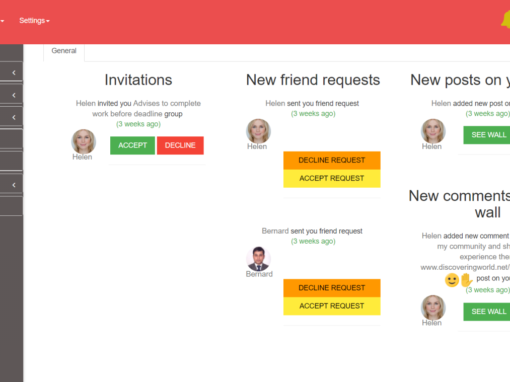 Settings
General
Invitations
Helen invited you Advises to complete
work before deadline group
(3 weeks ago)
Helen
ACCEPT
DECLINE
New friend requests
Helen sent you friend request
(3 weeks ago)
Helen
DECLINE REQUEST
ACCEPT REQUEST
Bernard sent you friend request
(3 weeks ago)
Bernard
DECLINE REQUEST
ACCEPT REQUEST
New posts on y
Helen added new post on
(3 weeks ago)
Helen
SEE WALL
New comments
wall
Helen added new comment
my community and sh
experience the
www.discoveringworld.net/
post on you
(3 weeks ago)
Helen
SEE WALL